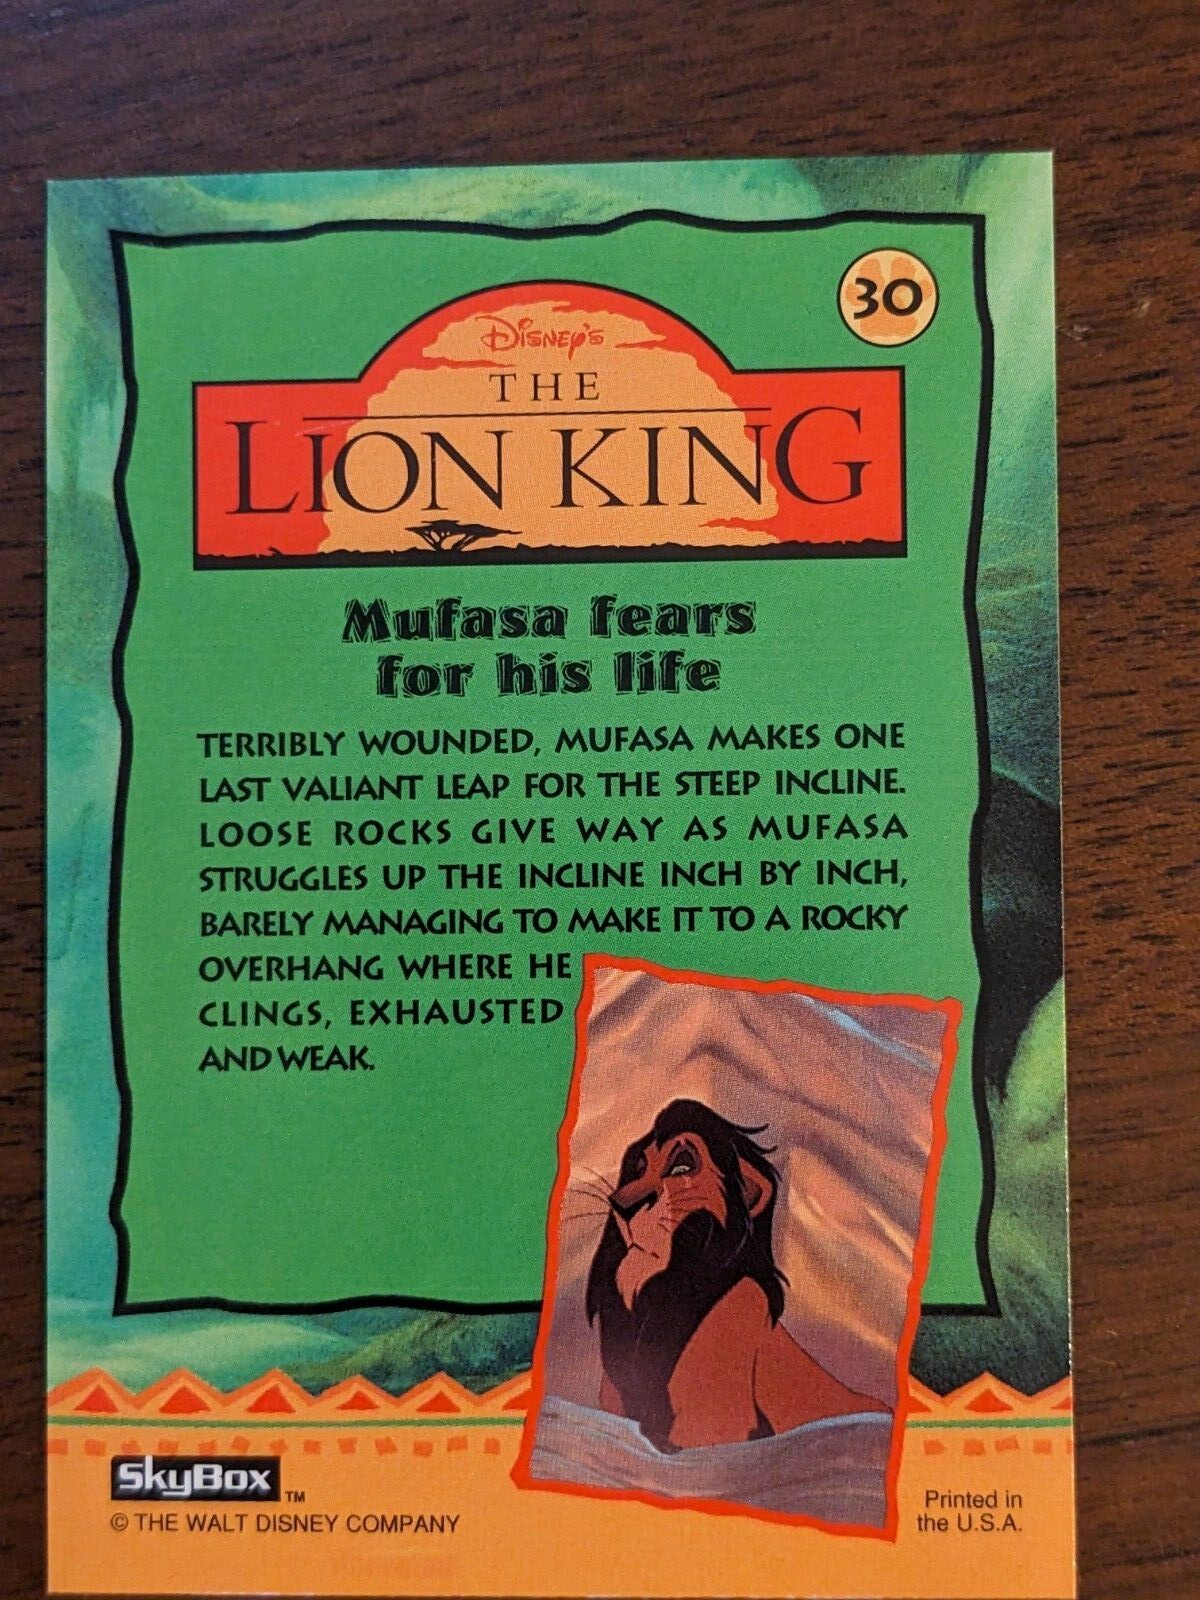 30
Disney's
THE
LION KING
Mufasa fears
for his life
TERRIBLY WOUNDED, MUFASA MAKES ONE
LAST VALIANT LEAP FOR THE STEEP INCLINE.
LOOSE ROCKS GIVE WAY AS MUFASA
STRUGGLES UP THE INCLINE INCH BY INCH,
BARELY MANAGING TO MAKE IT TO A ROCKY
OVERHANG WHERE HE
CLINGS, EXHAUSTED
AND WEAK.
SkyBox ™
© THE WALT DISNEY COMPANY
Printed in
the U.S.A.